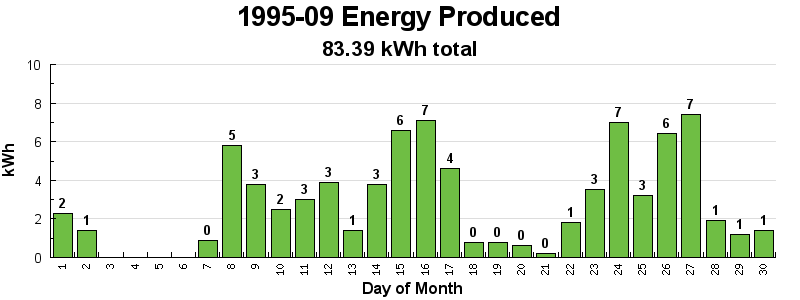 1995-09 Energy Produced
83.39 kWh total
10
8
6
4
2
0
kWh
2 1 0 5 3 2 3 3 1 3 6 7 4 0 0 0 0 1 3 7 3 6 7 1 1 1
1 2 3 4 5 6 7 8 9 10 11 12 13 14 15 16 17 18 19 20 21 22 23 24 25 26 27 28 29 30
Day of Month